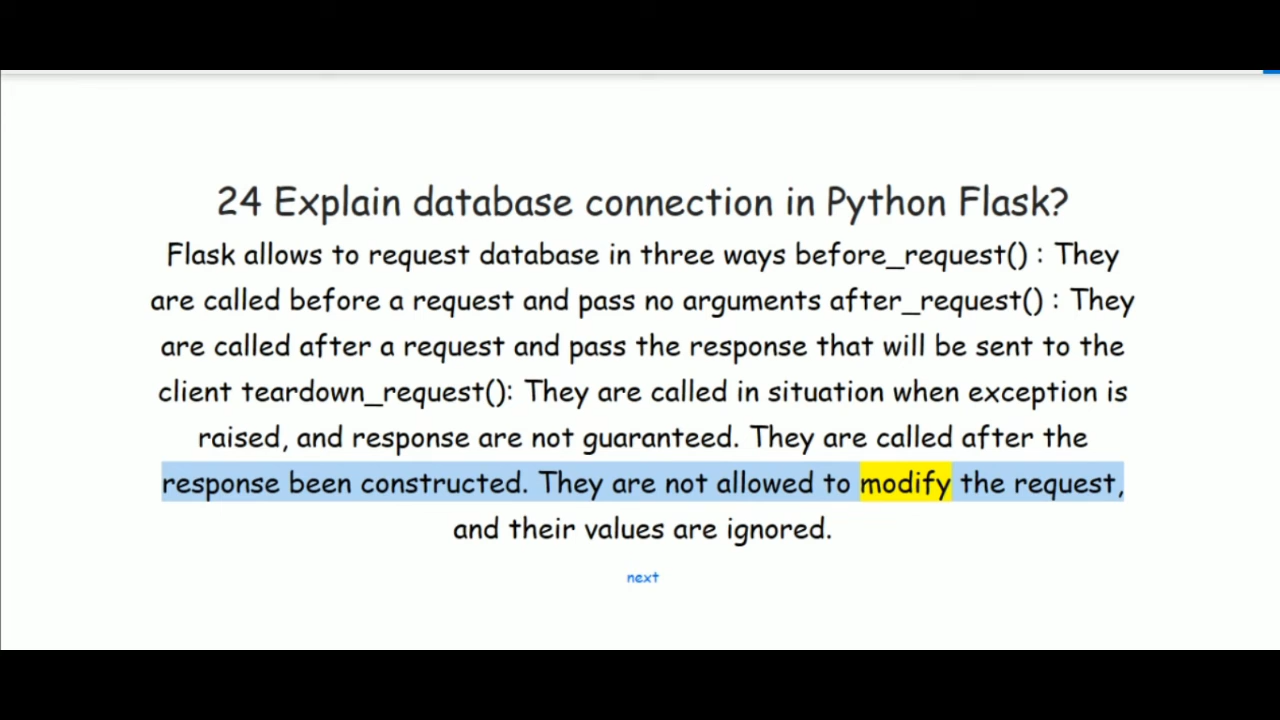 24 Explain database connection in Python Flask?
Flask allows to request database in three ways before_request() : They
are called before a request and pass no arguments after_request() : They
are called after a request and pass the response that will be sent to the
client teardown_request(): They are called in situation when exception is
raised, and response are not guaranteed. They are called after the
response been constructed. They are not allowed to modify the request,
and their values are ignored.
next